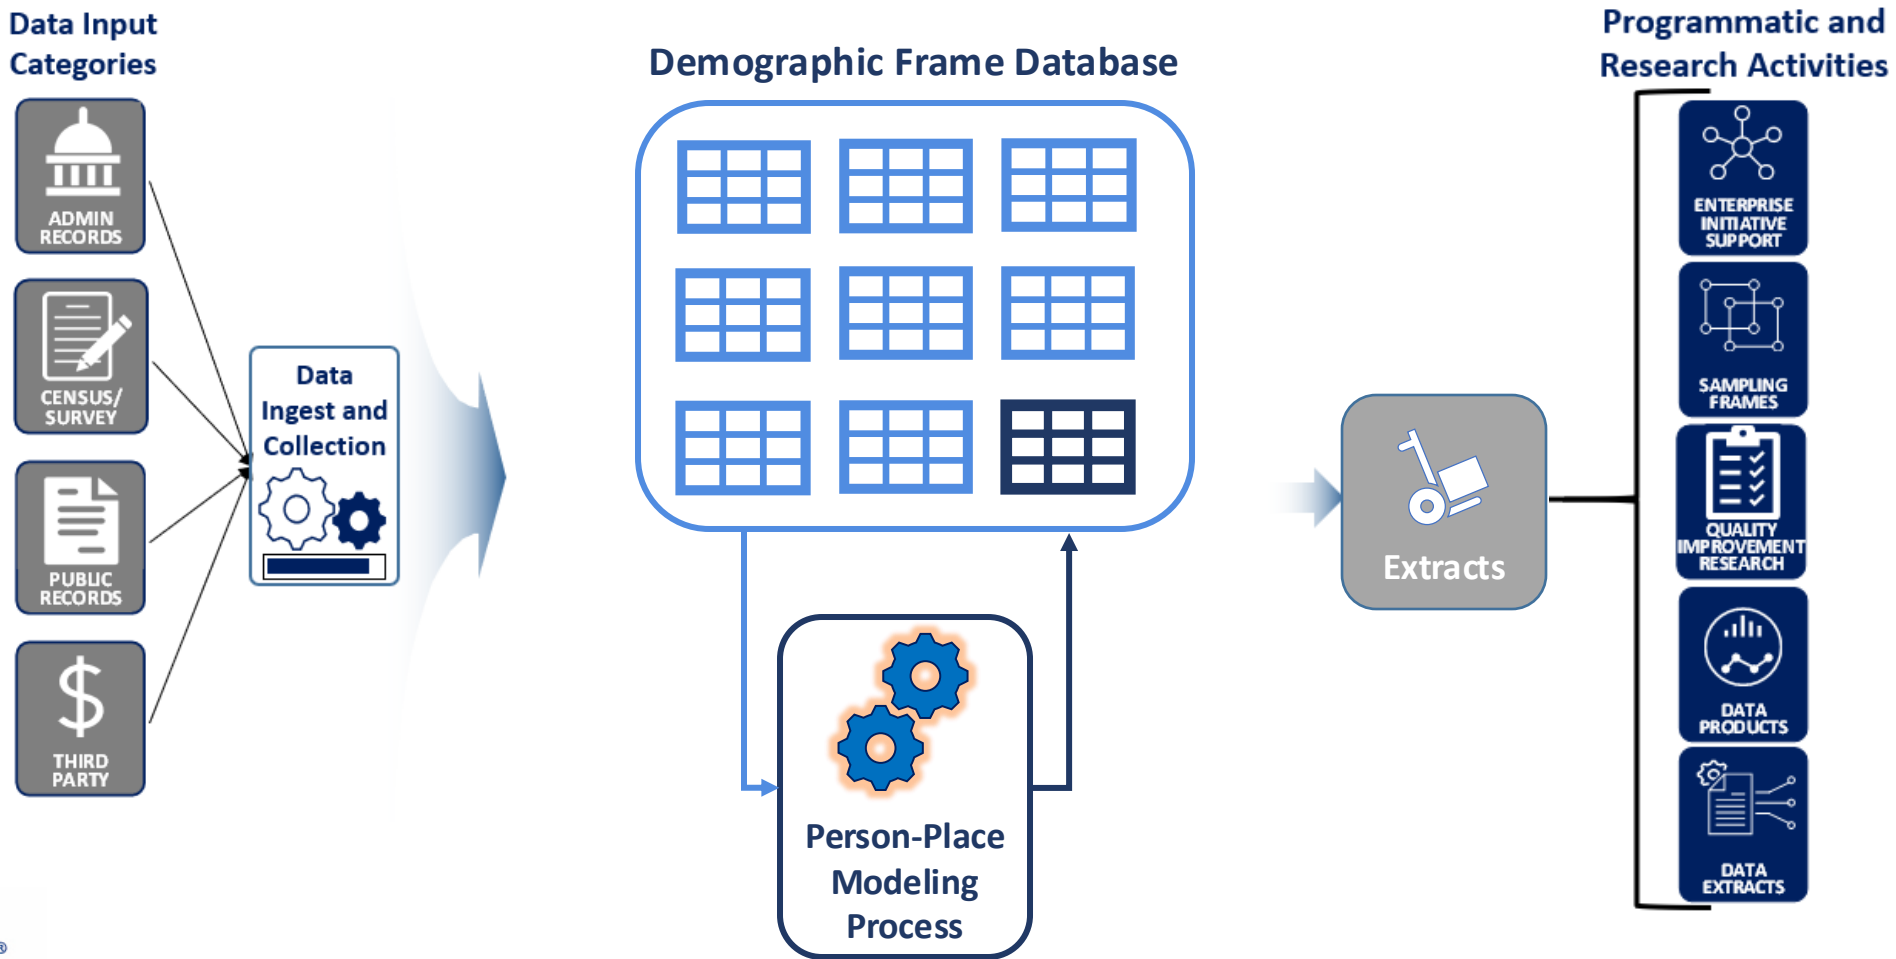 Data Input
Categories
ADMIN
RECORDS
CENSUS/
SURVEY
PUBLIC
RECORDS
THIRD
PARTY
Data
Ingest and
Collection
Demographic Frame Database
Person-Place
Modeling
Process
Extracts
Programmatic and
Research Activities
ENTERPRISE
INITIATIVE
SUPPORT
SAMPLING
FRAMES
QUALITY
IMPROVEMENT
RESEARCH
DATA
PRODUCTS
DATA
EXTRACTS
®